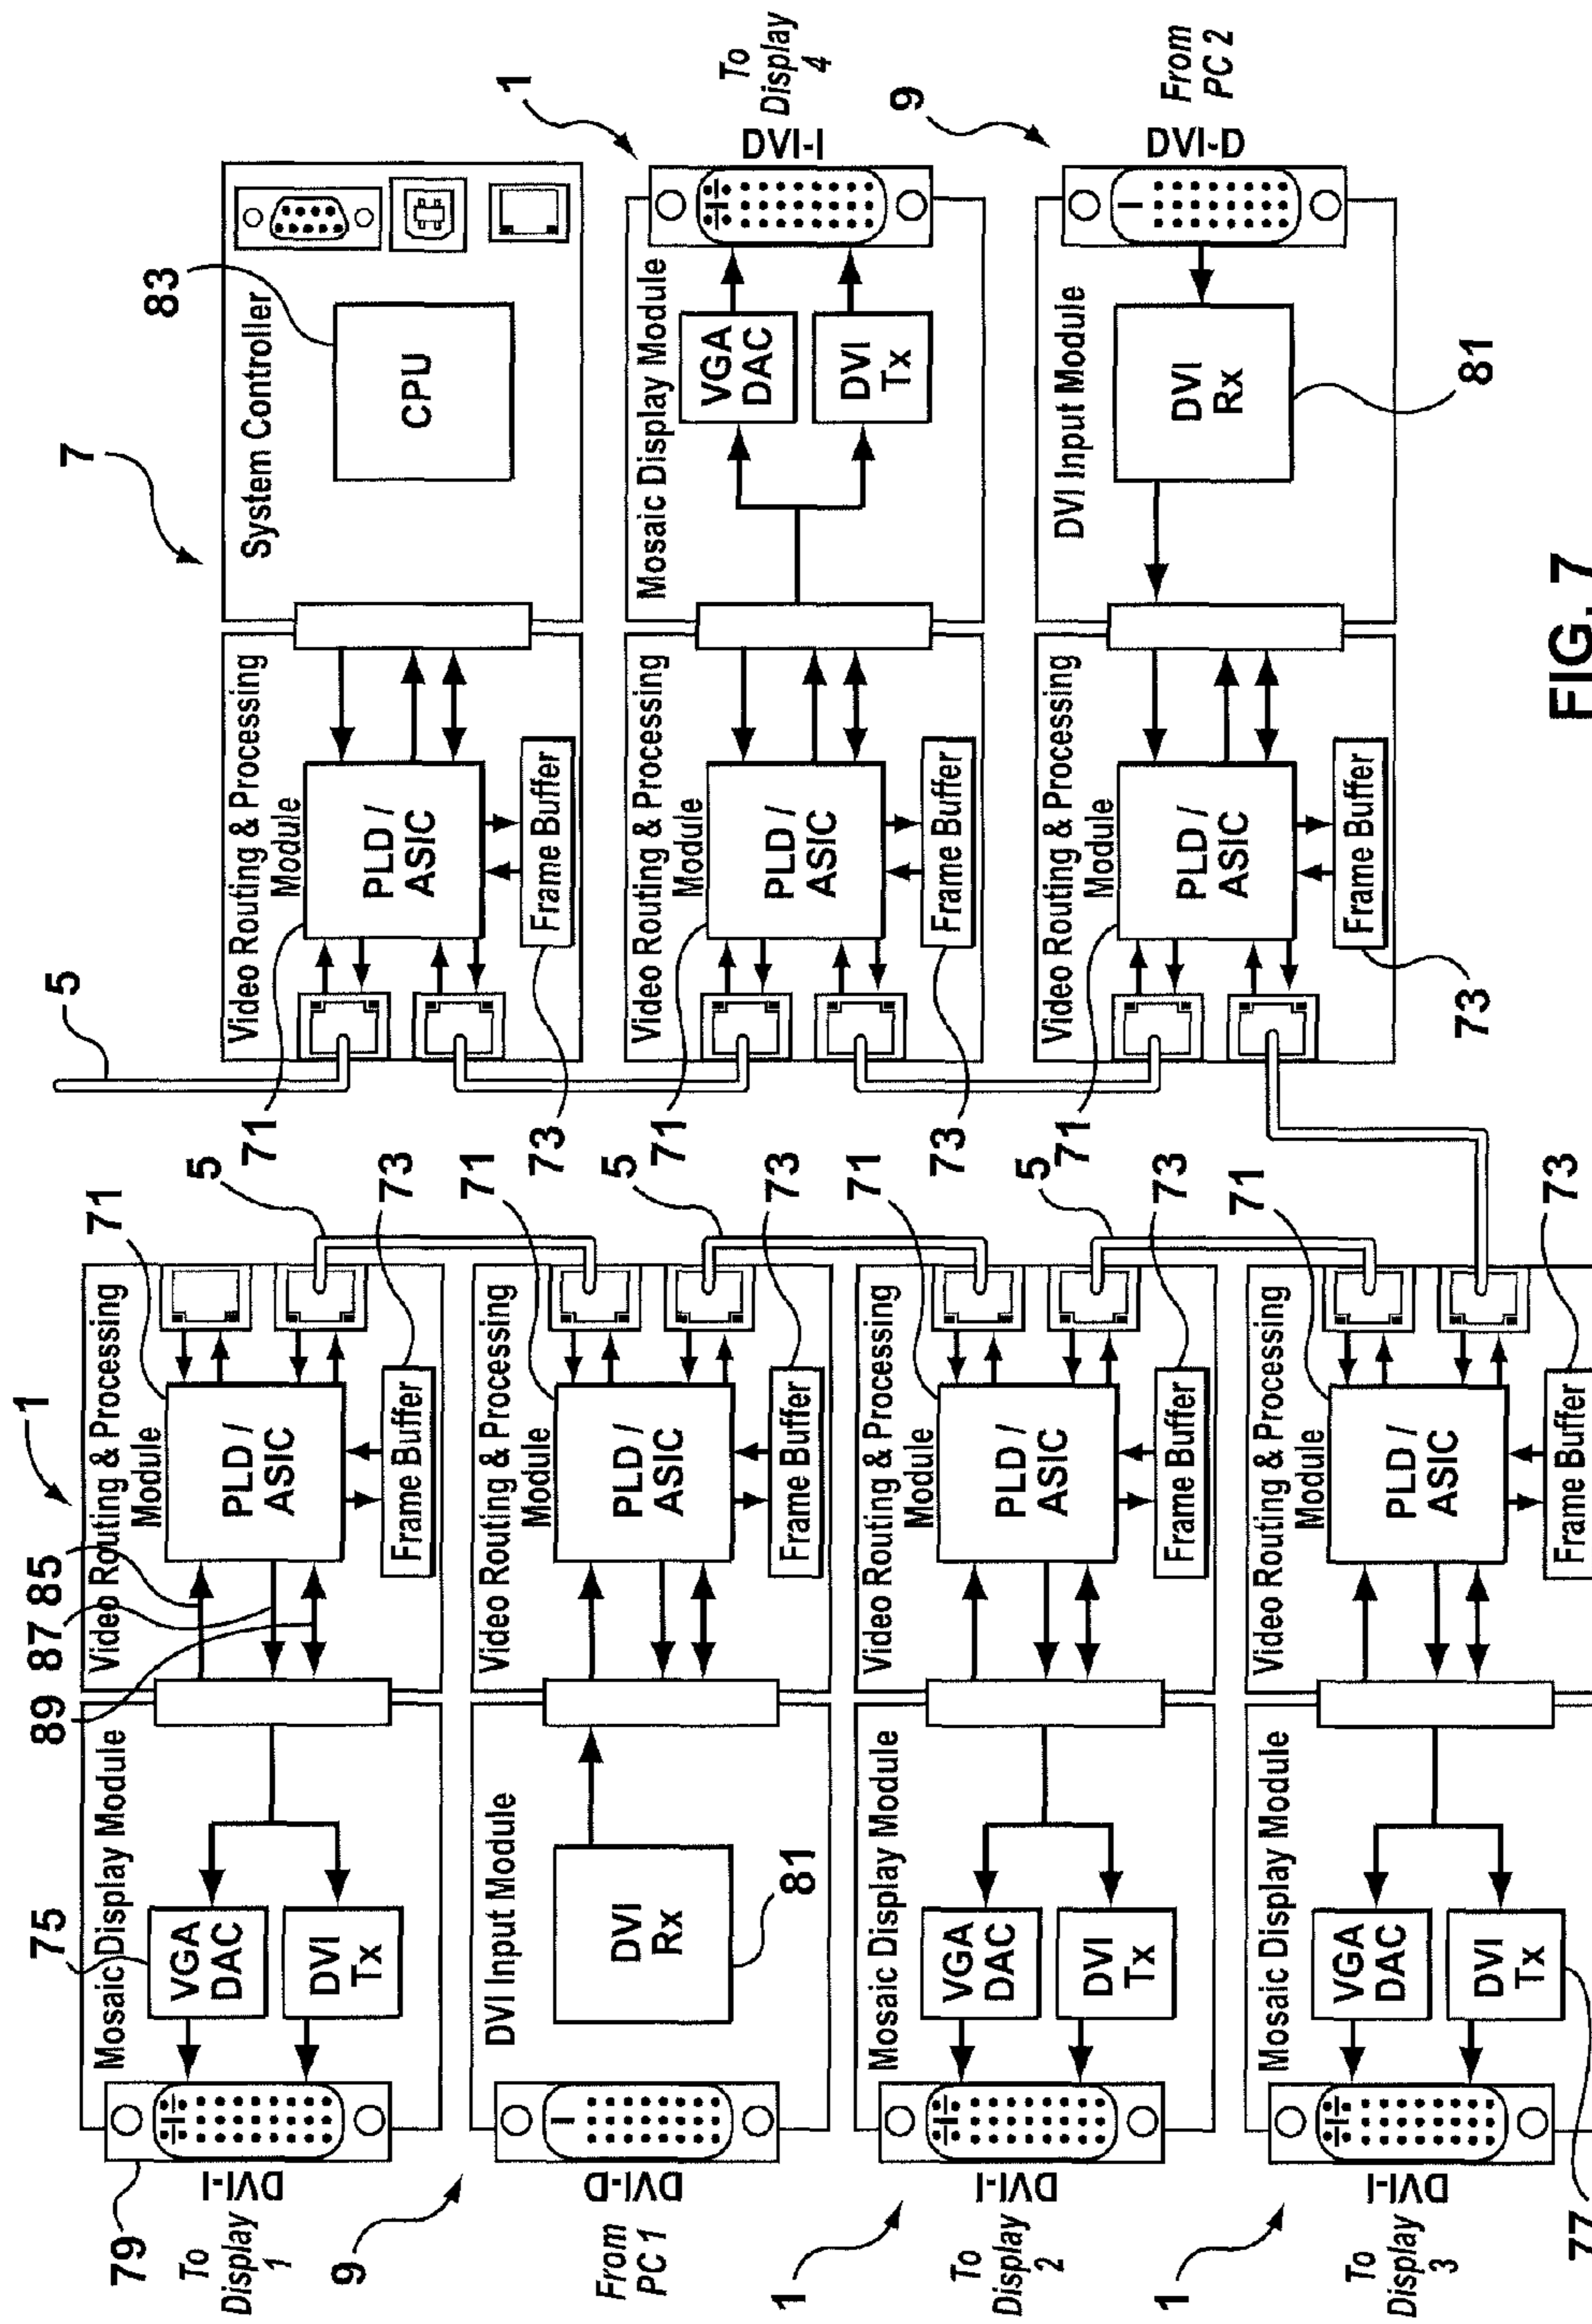 79
To
Display
1
DVI-I
75
Mosaic Display Module
VGA
DAC
DVI
Tx
89
87
85
1
Video Routing & Processing
Module
PLD /
ASIC
Frame Buffer
71
5
73
9
From
PC 1
DVI-D
DVI Input Module
DVI
Rx
81
Video Routing & Processing
Module
PLD /
ASIC
Frame Buffer
71
5
73
1
To
Display
2
DVI-I
Mosaic Display Module
VGA
DAC
DVI
Tx
Video Routing & Processing
Module
PLD /
ASIC
Frame Buffer
71
5
73
1
To
Display
3
DVI-I
Mosaic Display Module
VGA
DAC
DVI
Tx
77
Video Routing & Processing
Module
PLD /
ASIC
Frame Buffer
71
73
5
7
83
Video Routing & Processing
Module
PLD /
ASIC
Frame Buffer
71
73
System Controller
CPU
1
Video Routing & Processing
Module
PLD /
ASIC
Frame Buffer
71
73
Mosaic Display Module
VGA
DAC
DVI
Tx
DVI-I
To
Display
4
9
Video Routing & Processing
Module
PLD /
ASIC
Frame Buffer
71
73
DVI Input Module
DVI
Rx
81
DVI-D
From
PC 2
FIG. 7